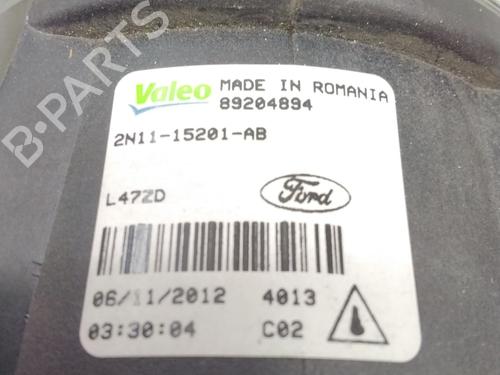 B-PARTS
Valeo MADE IN ROMANIA
89204894
2N11-15201-AB
L47ZD
Ford
06/11/2012 4013
03:30:04 C02